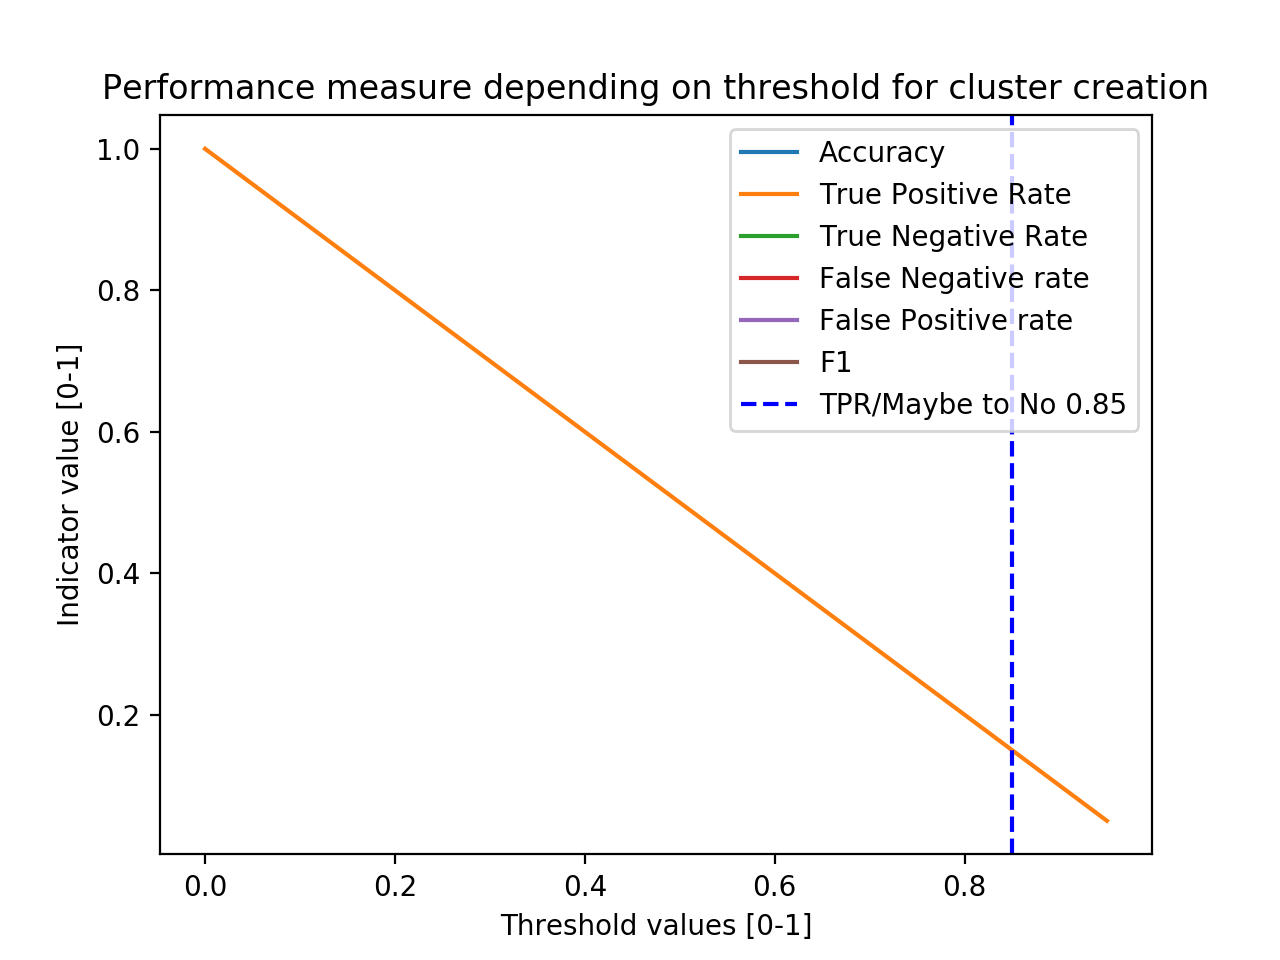 Performance measure depending on threshold for cluster creation
1.0
0.8
0.6
0.4
0.2
Indicator value [0-1]
Accuracy
True Positive Rate
True Negative Rate
False Negative rate
False Positive rate
F1
TPR/Maybe to No 0.85
0.0 0.2 0.4 0.6 0.8
Threshold values [0-1]